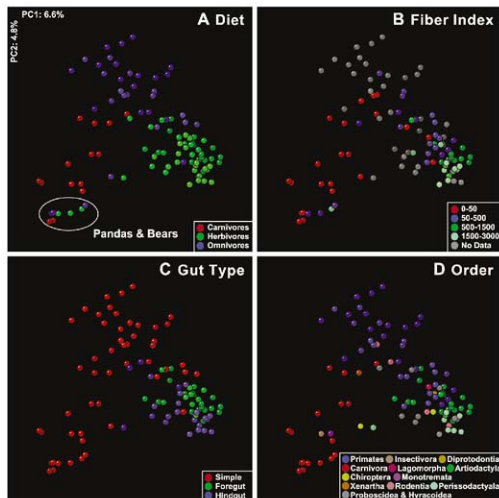 PC1: 6.6%
PC2: 4.8%
A Diet
Pandas & Bears
Carnivores
Herbivores
Omnivores
B Fiber Index
0-50
50-500
500-1500
1500-3000
No Data
C Gut Type
Simple
Foregut
Hindgut
D Order
Primates Insectivora Diprotodontia
Carnivora Lagomorpha Artiodactyla
Chiroptera Monotremata
Xenartha Rodentia Perissodactyla
Proboscidea & Hyracoidea